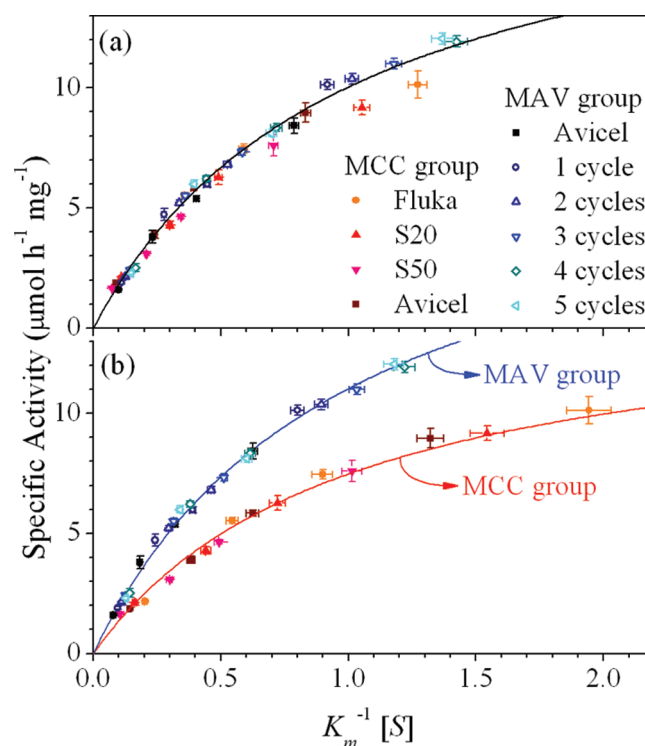 (a)
10
5
0
MCC group
Fluka
S20
S50
Avicel
MAV group
Avicel
1 cycle
2 cycles
3 cycles
4 cycles
5 cycles
Specific Activity (μmol h⁻¹ mg⁻¹)
(b)
10
5
0
MAV group
MCC group
0.0 0.5 1.0 1.5 2.0
Kₘ⁻¹ [S]